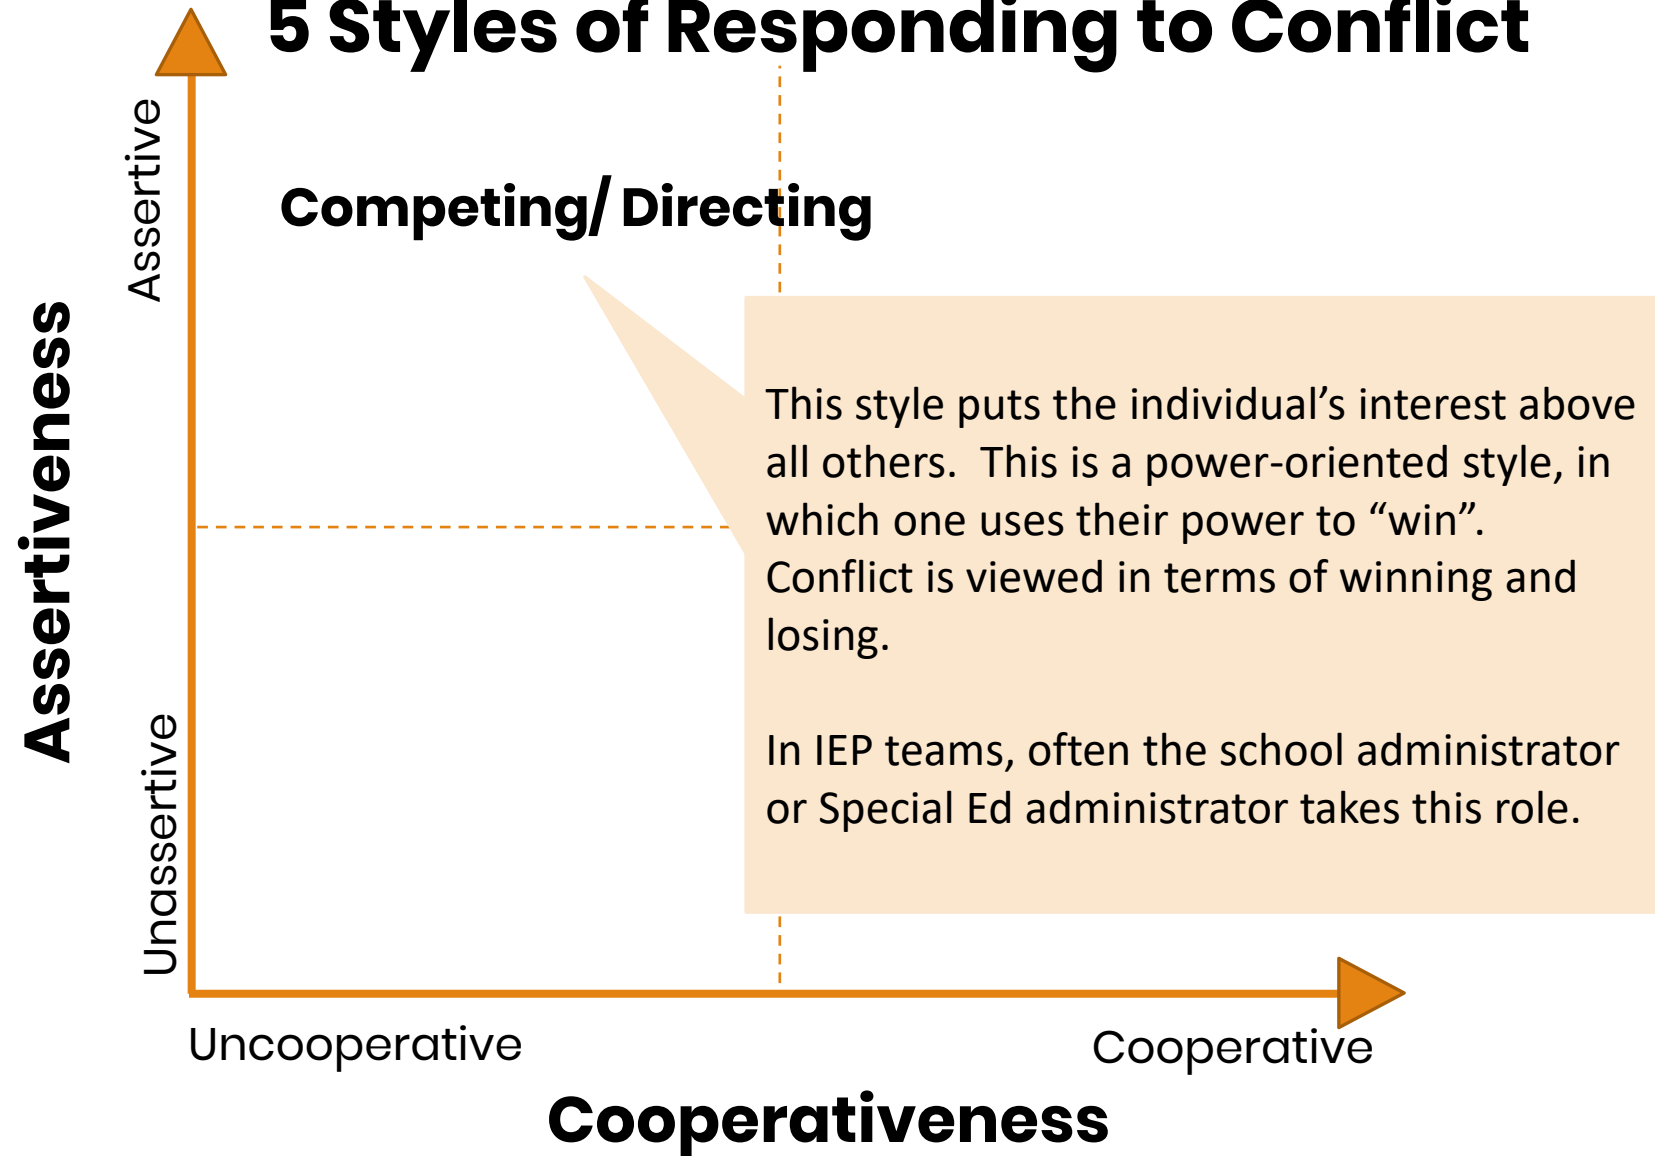 5 Styles of Responding to Conflict
Assertive
Competing/ Directing
Assertiveness
This style puts the individual’s interest above
all others.  This is a power-oriented style, in
which one uses their power to “win”.
Conflict is viewed in terms of winning and
losing.
In IEP teams, often the school administrator
or Special Ed administrator takes this role.
Unassertive
Uncooperative
Cooperative
Cooperativeness